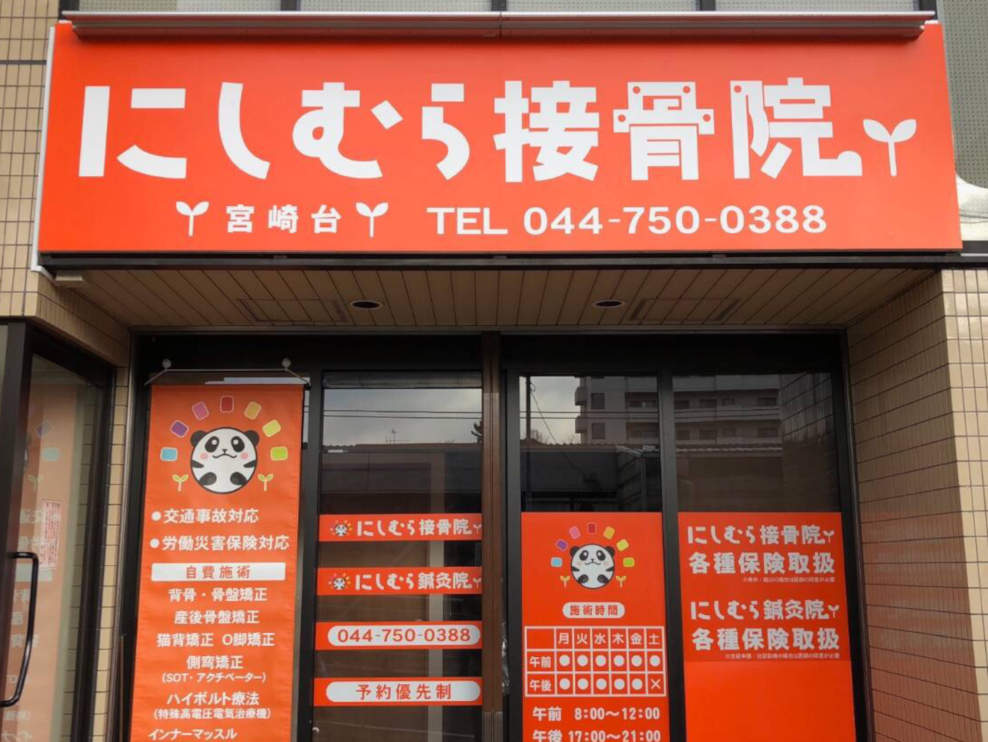 にしむら接骨院
宮崎台 TEL 044-750-0388
●交通事故対応
●労働災害保険対応
自費施術
背骨・骨盤矯正
産後骨盤矯正
猫背矯正 O脚矯正
側弯矯正
(SOT・アクチベーター)
ハイボルト療法
(特殊高電圧電気治療機)
インナーマッスル
にしむら接骨院
にしむら鍼灸院
044-750-0388
予約優先制
施術時間
月火水木金土
午前●●●●●●
午後●●●●●×
午前 8:00〜12:00
午後 17:00〜21:00
にしむら接骨院
各種保険取扱
にしむら鍼灸院
各種保険取扱